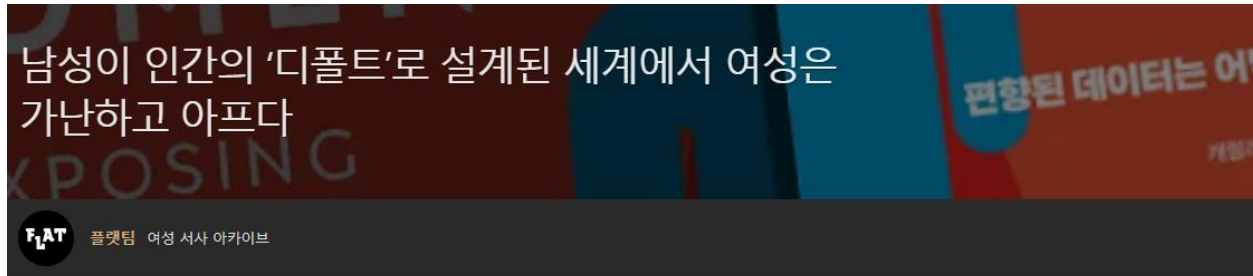 남성이 인간의 ‘디폴트’로 설계된 세계에서 여성은
가난하고 아프다
편향된 데이터는
XPOSING
FLAT
플랫팀 여성 서사 아카이브